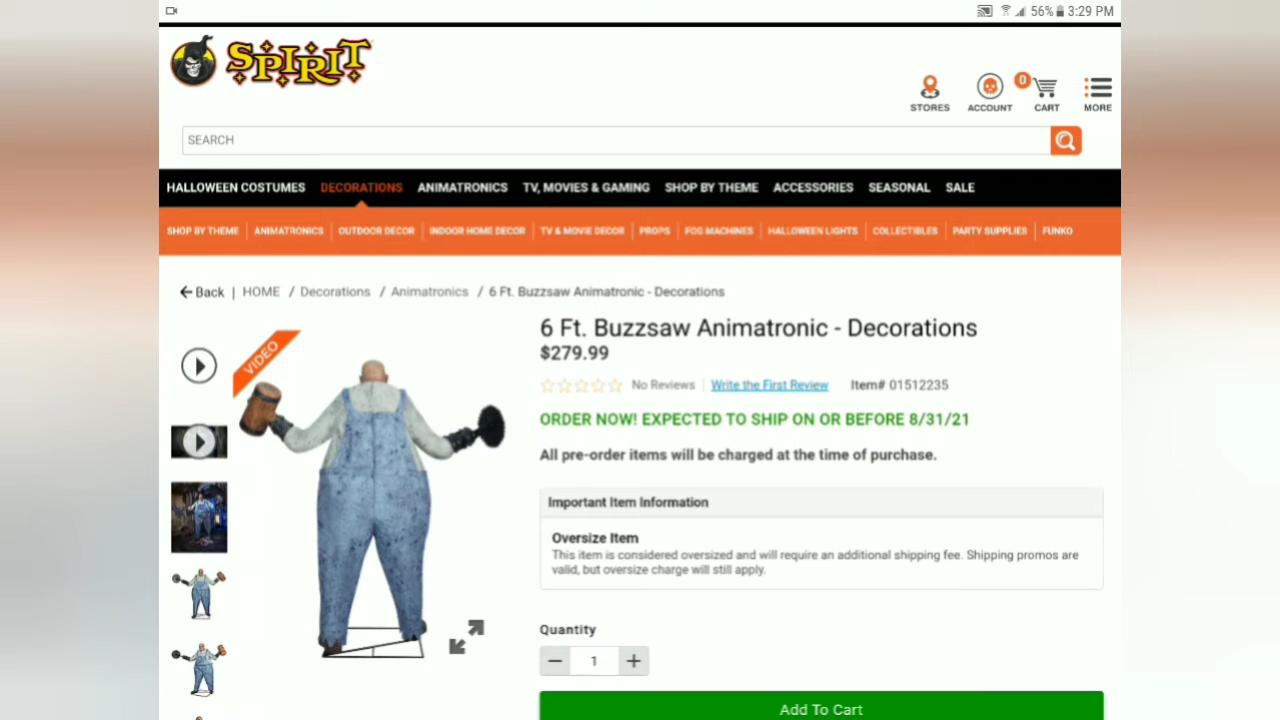 56% 3:29 PM
SPIRIT
STORES
ACCOUNT
0
CART
MORE
SEARCH
HALLOWEEN COSTUMES DECORATIONS ANIMATRONICS TV, MOVIES & GAMING SHOP BY THEME ACCESSORIES SEASONAL SALE
SHOP BY THEME ANIMATRONICS OUTDOOR DECOR INDOOR HOME DECOR TV & MOVIE DECOR PROPS FOG MACHINES HALLOWEEN LIGHTS COLLECTIBLES PARTY SUPPLIES FUNKO
Back | HOME / Decorations / Animatronics / 6 Ft. Buzzsaw Animatronic - Decorations
VIDEO
6 Ft. Buzzsaw Animatronic - Decorations
$279.99
No Reviews Write the First Review Item# 01512235
ORDER NOW! EXPECTED TO SHIP ON OR BEFORE 8/31/21
All pre-order items will be charged at the time of purchase.
Important Item Information
Oversize Item
This item is considered oversized and will require an additional shipping fee. Shipping promos are
valid, but oversize charge will still apply.
Quantity
− 1 +
Add To Cart